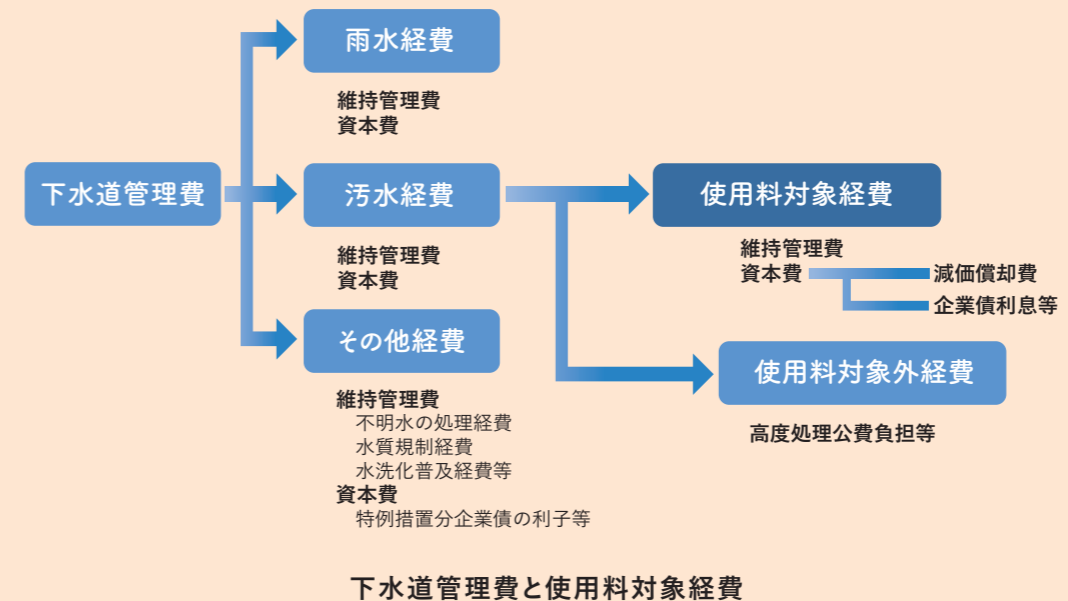 雨水経費
維持管理費
資本費
下水道管理費
汚水経費
維持管理費
資本費
使用料対象経費
維持管理費
資本費
減価償却費
企業債利息等
その他経費
維持管理費
不明水の処理経費
水質規制経費
水洗化普及経費等
資本費
特例措置分企業債の利子等
使用料対象外経費
高度処理公費負担等
下水道管理費と使用料対象経費